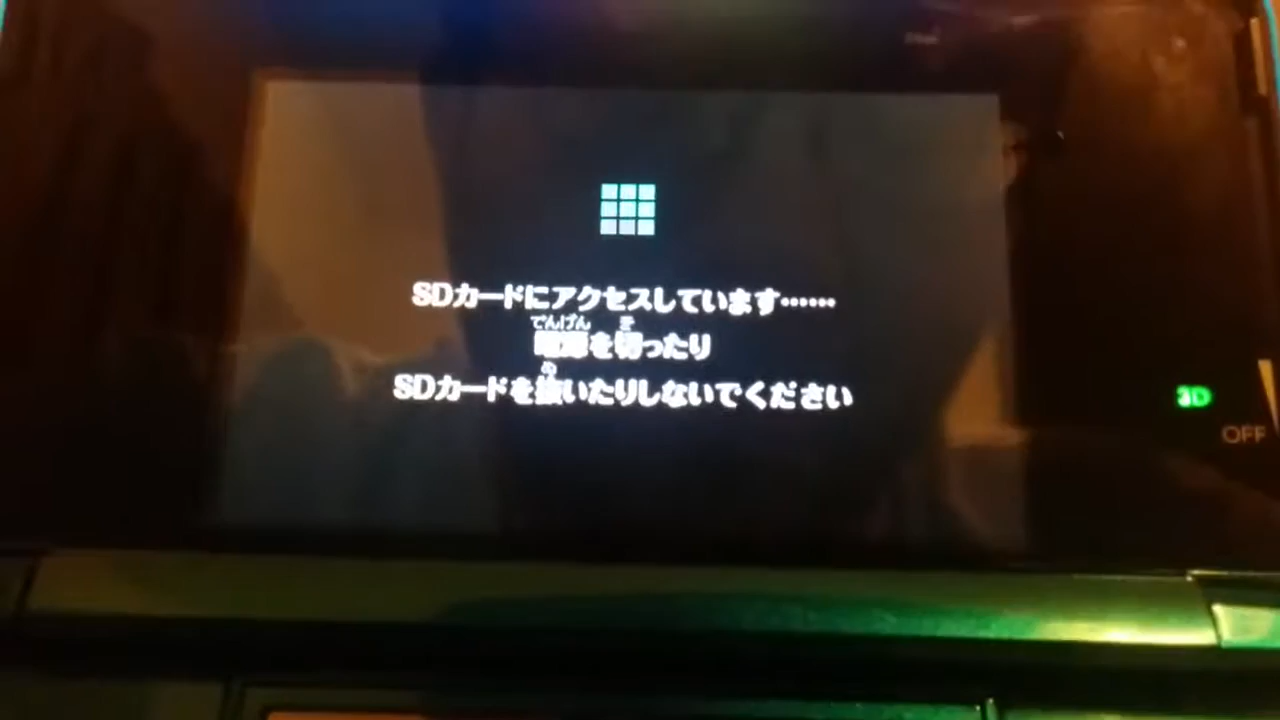 SDカードにアクセスしています……
でんげん き
電源を切ったり
ぬ
SDカードを抜いたりしないでください
3D
OFF